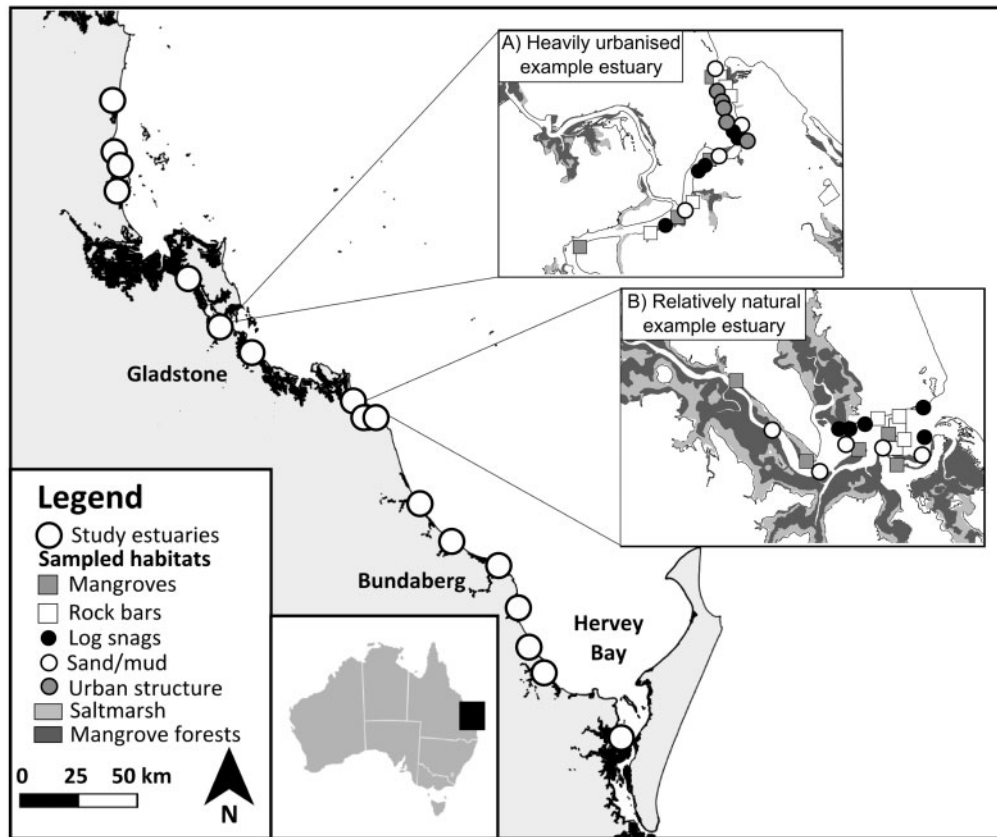 A) Heavily urbanised
example estuary
B) Relatively natural
example estuary
Gladstone
Bundaberg
Hervey
Bay
Legend
Study estuaries
Sampled habitats
Mangroves
Rock bars
Log snags
Sand/mud
Urban structure
Saltmarsh
Mangrove forests
0 25 50 km
N